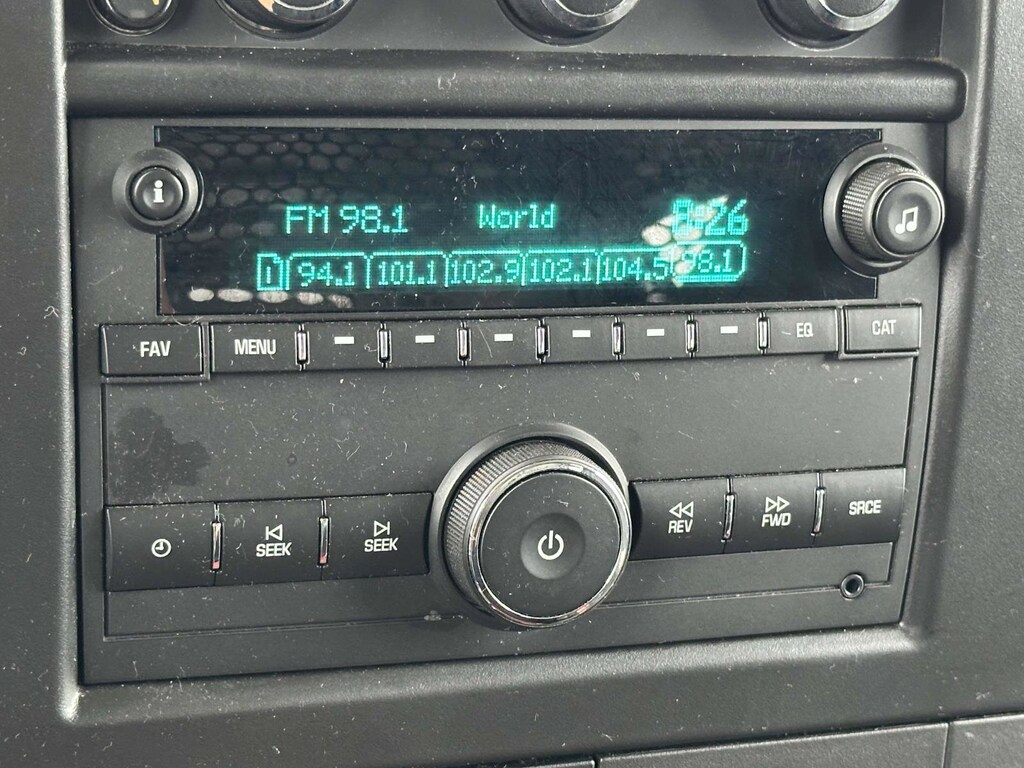 i
FM 98.1 World 8:26
1 94.1 101.1 102.9 102.1 104.5 98.1
FAV MENU EQ CAT
SEEK SEEK REV FWD SRCE